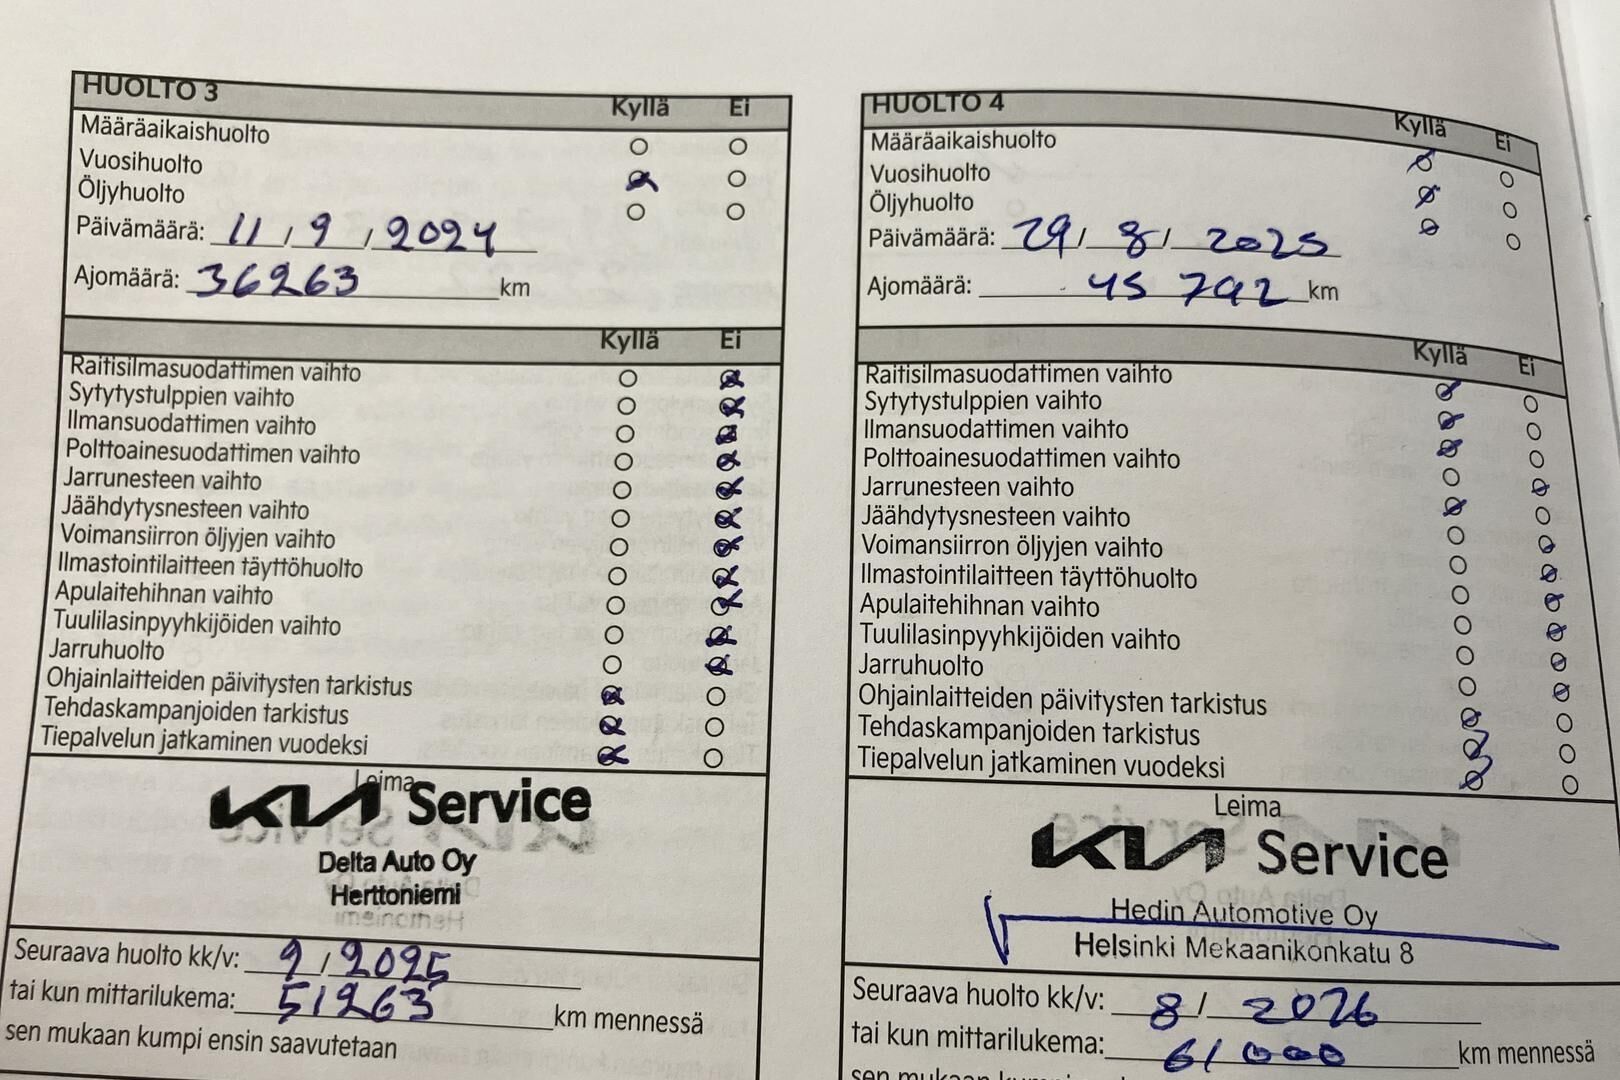 HUOLTO 3
Kyllä Ei
Määräaikaishuolto
Vuosihuolto
Öljyhuolto
Päivämäärä: 11 / 9 / 2024
Ajomäärä: 36263 km
Kyllä Ei
Raitisilmasuodattimen vaihto
Sytytystulppien vaihto
Ilmansuodattimen vaihto
Polttoainesuodattimen vaihto
Jarrunesteen vaihto
Jäähdytysnesteen vaihto
Voimansiirron öljyjen vaihto
Ilmastointilaitteen täyttöhuolto
Apulaitehihnan vaihto
Tuulilasinpyyhkijöiden vaihto
Jarruhuolto
Ohjainlaitteiden päivitysten tarkistus
Tehdaskampanjoiden tarkistus
Tiepalvelun jatkaminen vuodeksi
Leima
KIA Service
Delta Auto Oy
Herttoniemi
Seuraava huolto kk/v: 9 / 2025
tai kun mittarilukema: 51263 km mennessä
sen mukaan kumpi ensin saavutetaan
HUOLTO 4
Kyllä Ei
Määräaikaishuolto
Vuosihuolto
Öljyhuolto
Päivämäärä: 29 / 8 / 2025
Ajomäärä: 45 792 km
Kyllä Ei
Raitisilmasuodattimen vaihto
Sytytystulppien vaihto
Ilmansuodattimen vaihto
Polttoainesuodattimen vaihto
Jarrunesteen vaihto
Jäähdytysnesteen vaihto
Voimansiirron öljyjen vaihto
Ilmastointilaitteen täyttöhuolto
Apulaitehihnan vaihto
Tuulilasinpyyhkijöiden vaihto
Jarruhuolto
Ohjainlaitteiden päivitysten tarkistus
Tehdaskampanjoiden tarkistus
Tiepalvelun jatkaminen vuodeksi
Leima
KIA Service
Hedin Automotive Oy
Helsinki Mekaanikonkatu 8
Seuraava huolto kk/v: 8 / 2026
tai kun mittarilukema: 61 000 km mennessä